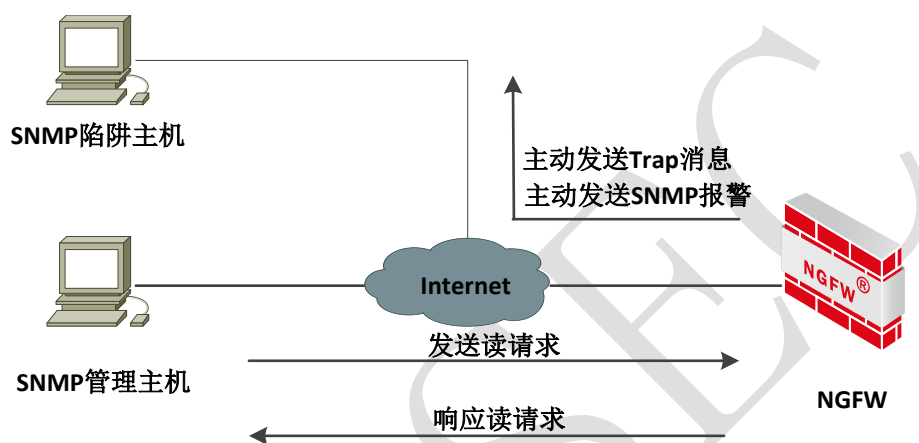 SNMP陷阱主机
主动发送Trap消息
主动发送SNMP报警
NGFW®
Internet
发送读请求
SNMP管理主机
NGFW
响应读请求
SEC